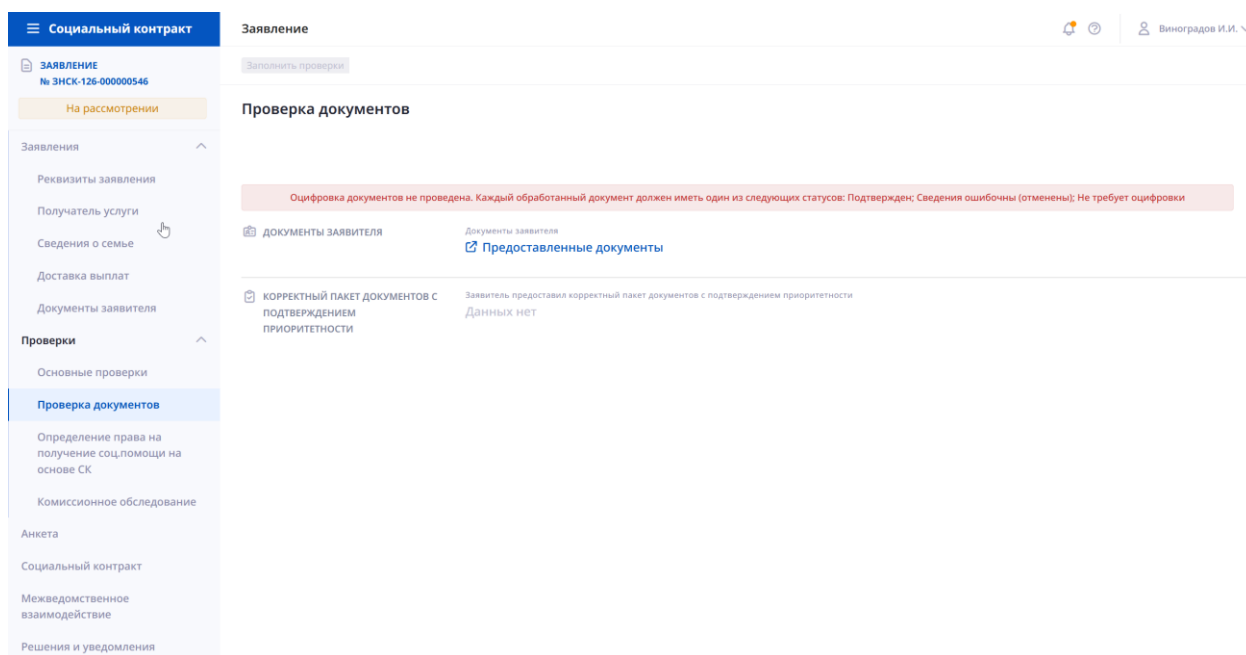 Социальный контракт
Заявление
Виноградов И.И.
ЗАЯВЛЕНИЕ
№ ЗНСК-126-000000546
На рассмотрении
Заполнить проверки
Проверка документов
Заявления
Реквизиты заявления
Получатель услуги
Сведения о семье
Доставка выплат
Документы заявителя
Проверки
Основные проверки
Проверка документов
Определение права на
получение соц.помощи на
основе СК
Комиссионное обследование
Анкета
Социальный контракт
Межведомственное
взаимодействие
Решения и уведомления
Оцифровка документов не проведена. Каждый обработанный документ должен иметь один из следующих статусов: Подтвержден; Сведения ошибочны (отменены); Не требует оцифровки
ДОКУМЕНТЫ ЗАЯВИТЕЛЯ
Документы заявителя
Предоставленные документы
КОРРЕКТНЫЙ ПАКЕТ ДОКУМЕНТОВ С
ПОДТВЕРЖДЕНИЕМ
ПРИОРИТЕТНОСТИ
Заявитель предоставил корректный пакет документов с подтверждением приоритетности
Данных нет